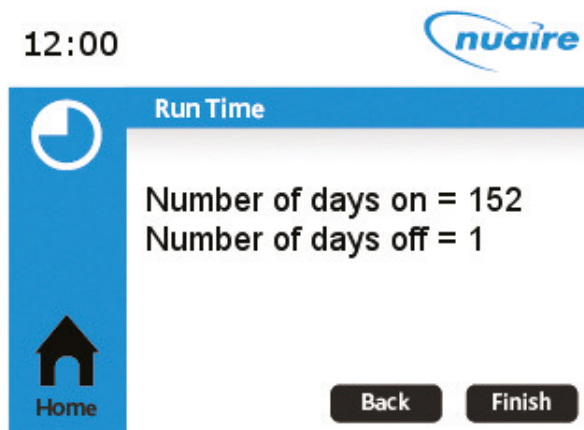 12:00
nuaire
Run Time
Number of days on = 152
Number of days off = 1
Home
Back
Finish